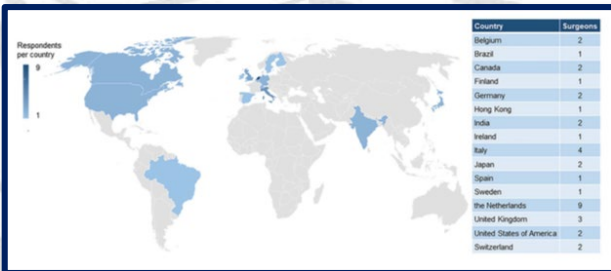 Respondents
per country
9
1
Country Surgeons
Belgium 2
Brazil 1
Canada 2
Finland 1
Germany 2
Hong Kong 1
India 2
Ireland 1
Italy 4
Japan 2
Spain 1
Sweden 1
the Netherlands 9
United Kingdom 3
United States of America 2
Switzerland 2